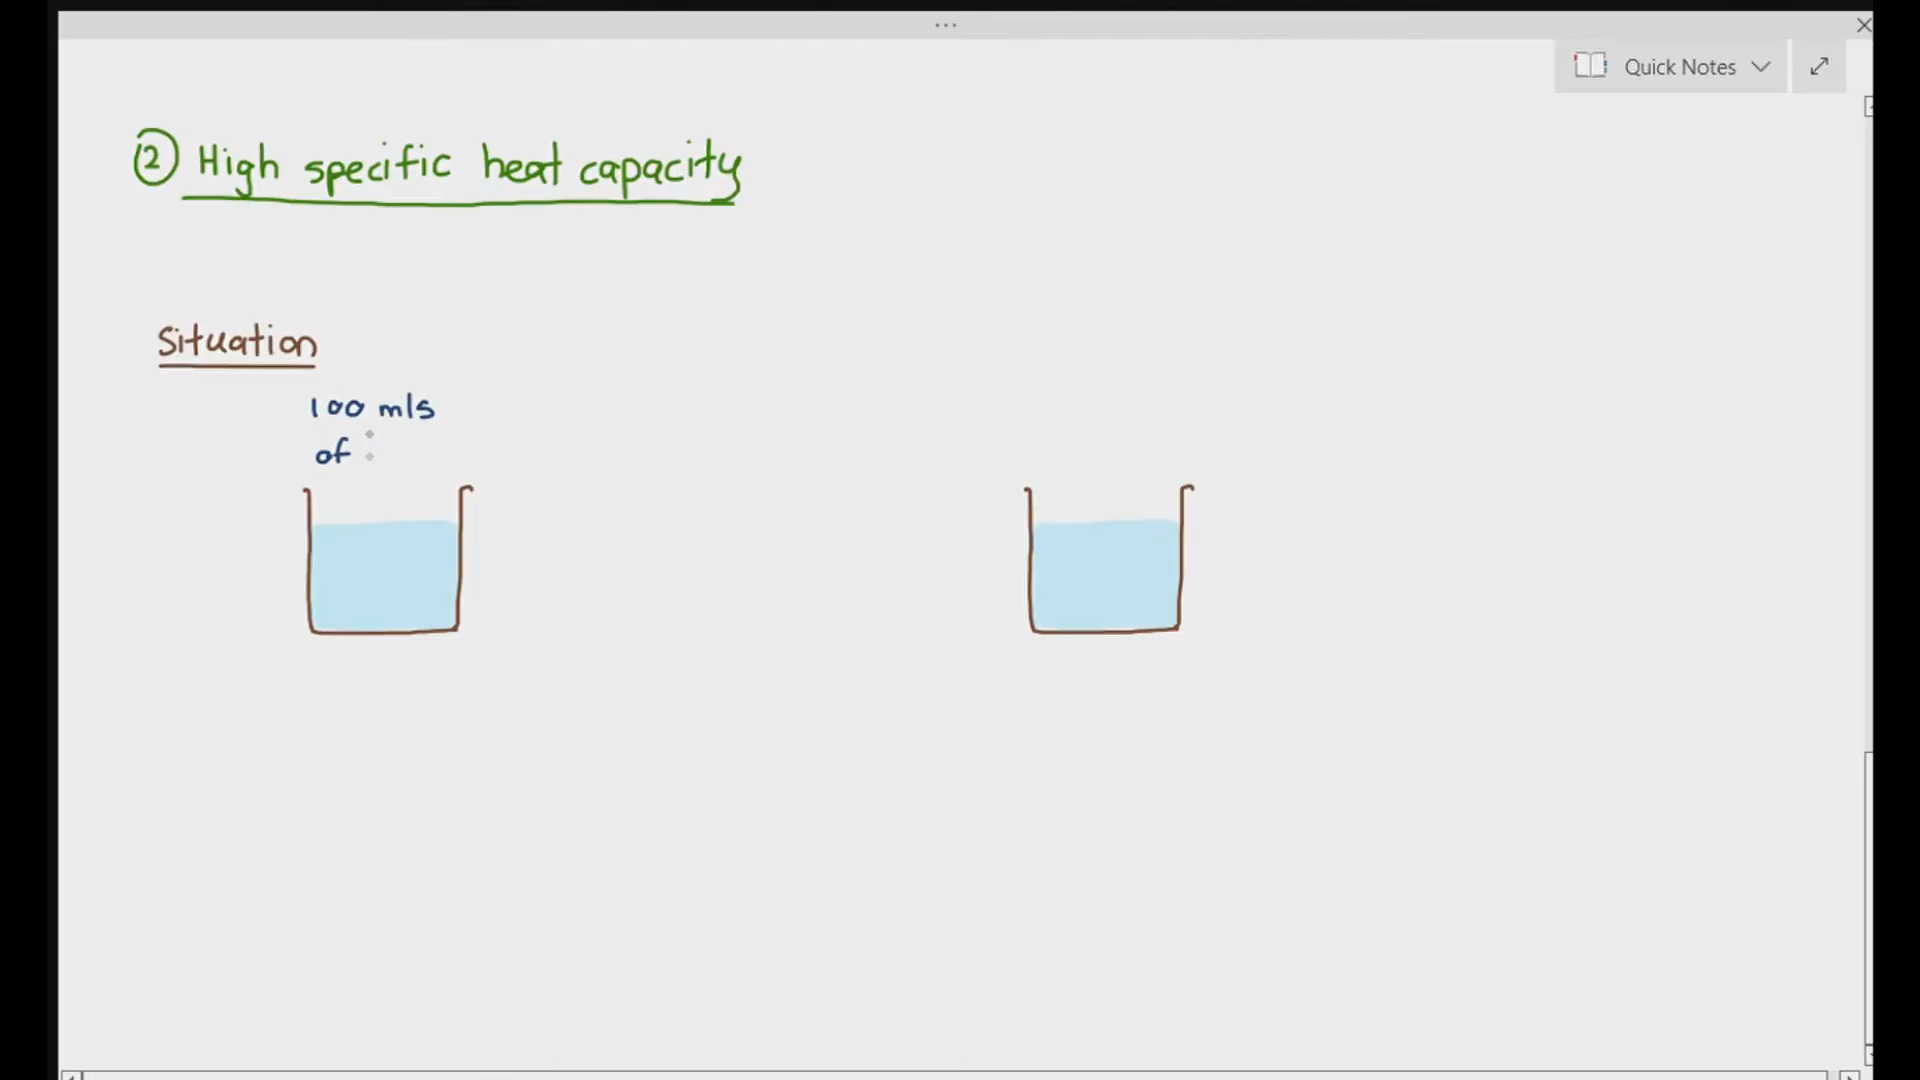 ...
Quick Notes
② High specific heat capacity
Situation
100 mls
of